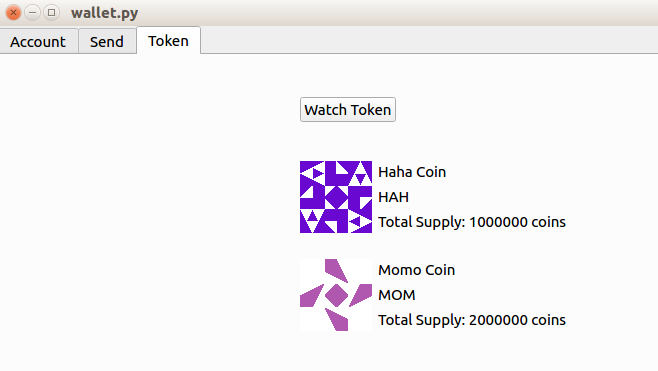 wallet.py
Account Send Token
Watch Token
Haha Coin
HAH
Total Supply: 1000000 coins
Momo Coin
MOM
Total Supply: 2000000 coins